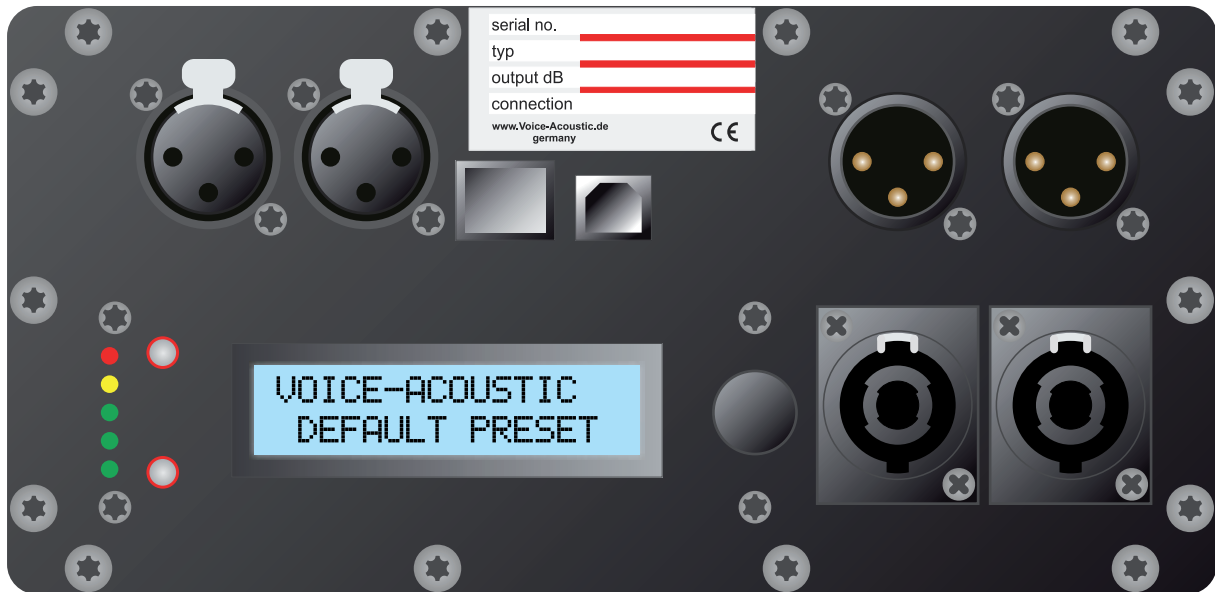 serial no.
typ
output dB
connection
www.Voice-Acoustic.de
germany
CE
VOICE-ACOUSTIC
DEFAULT PRESET